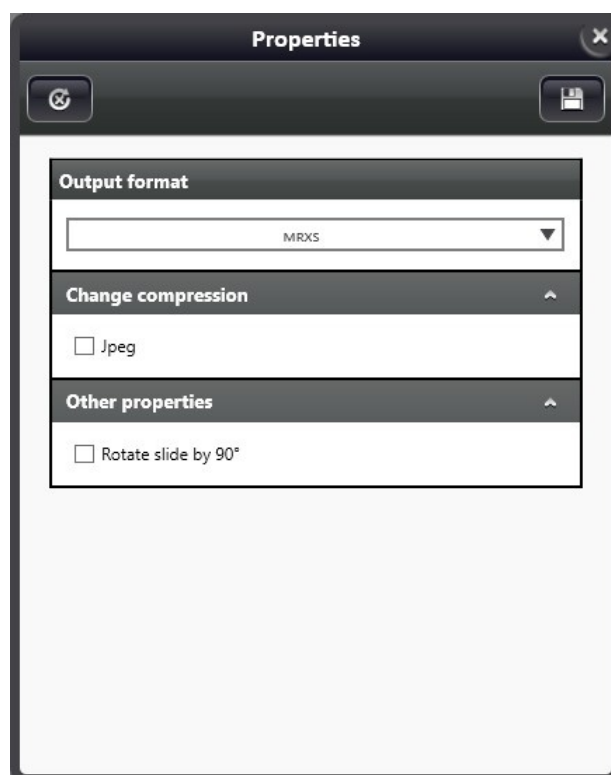 Properties
Output format
MRXS
Change compression
Jpeg
Other properties
Rotate slide by 90°